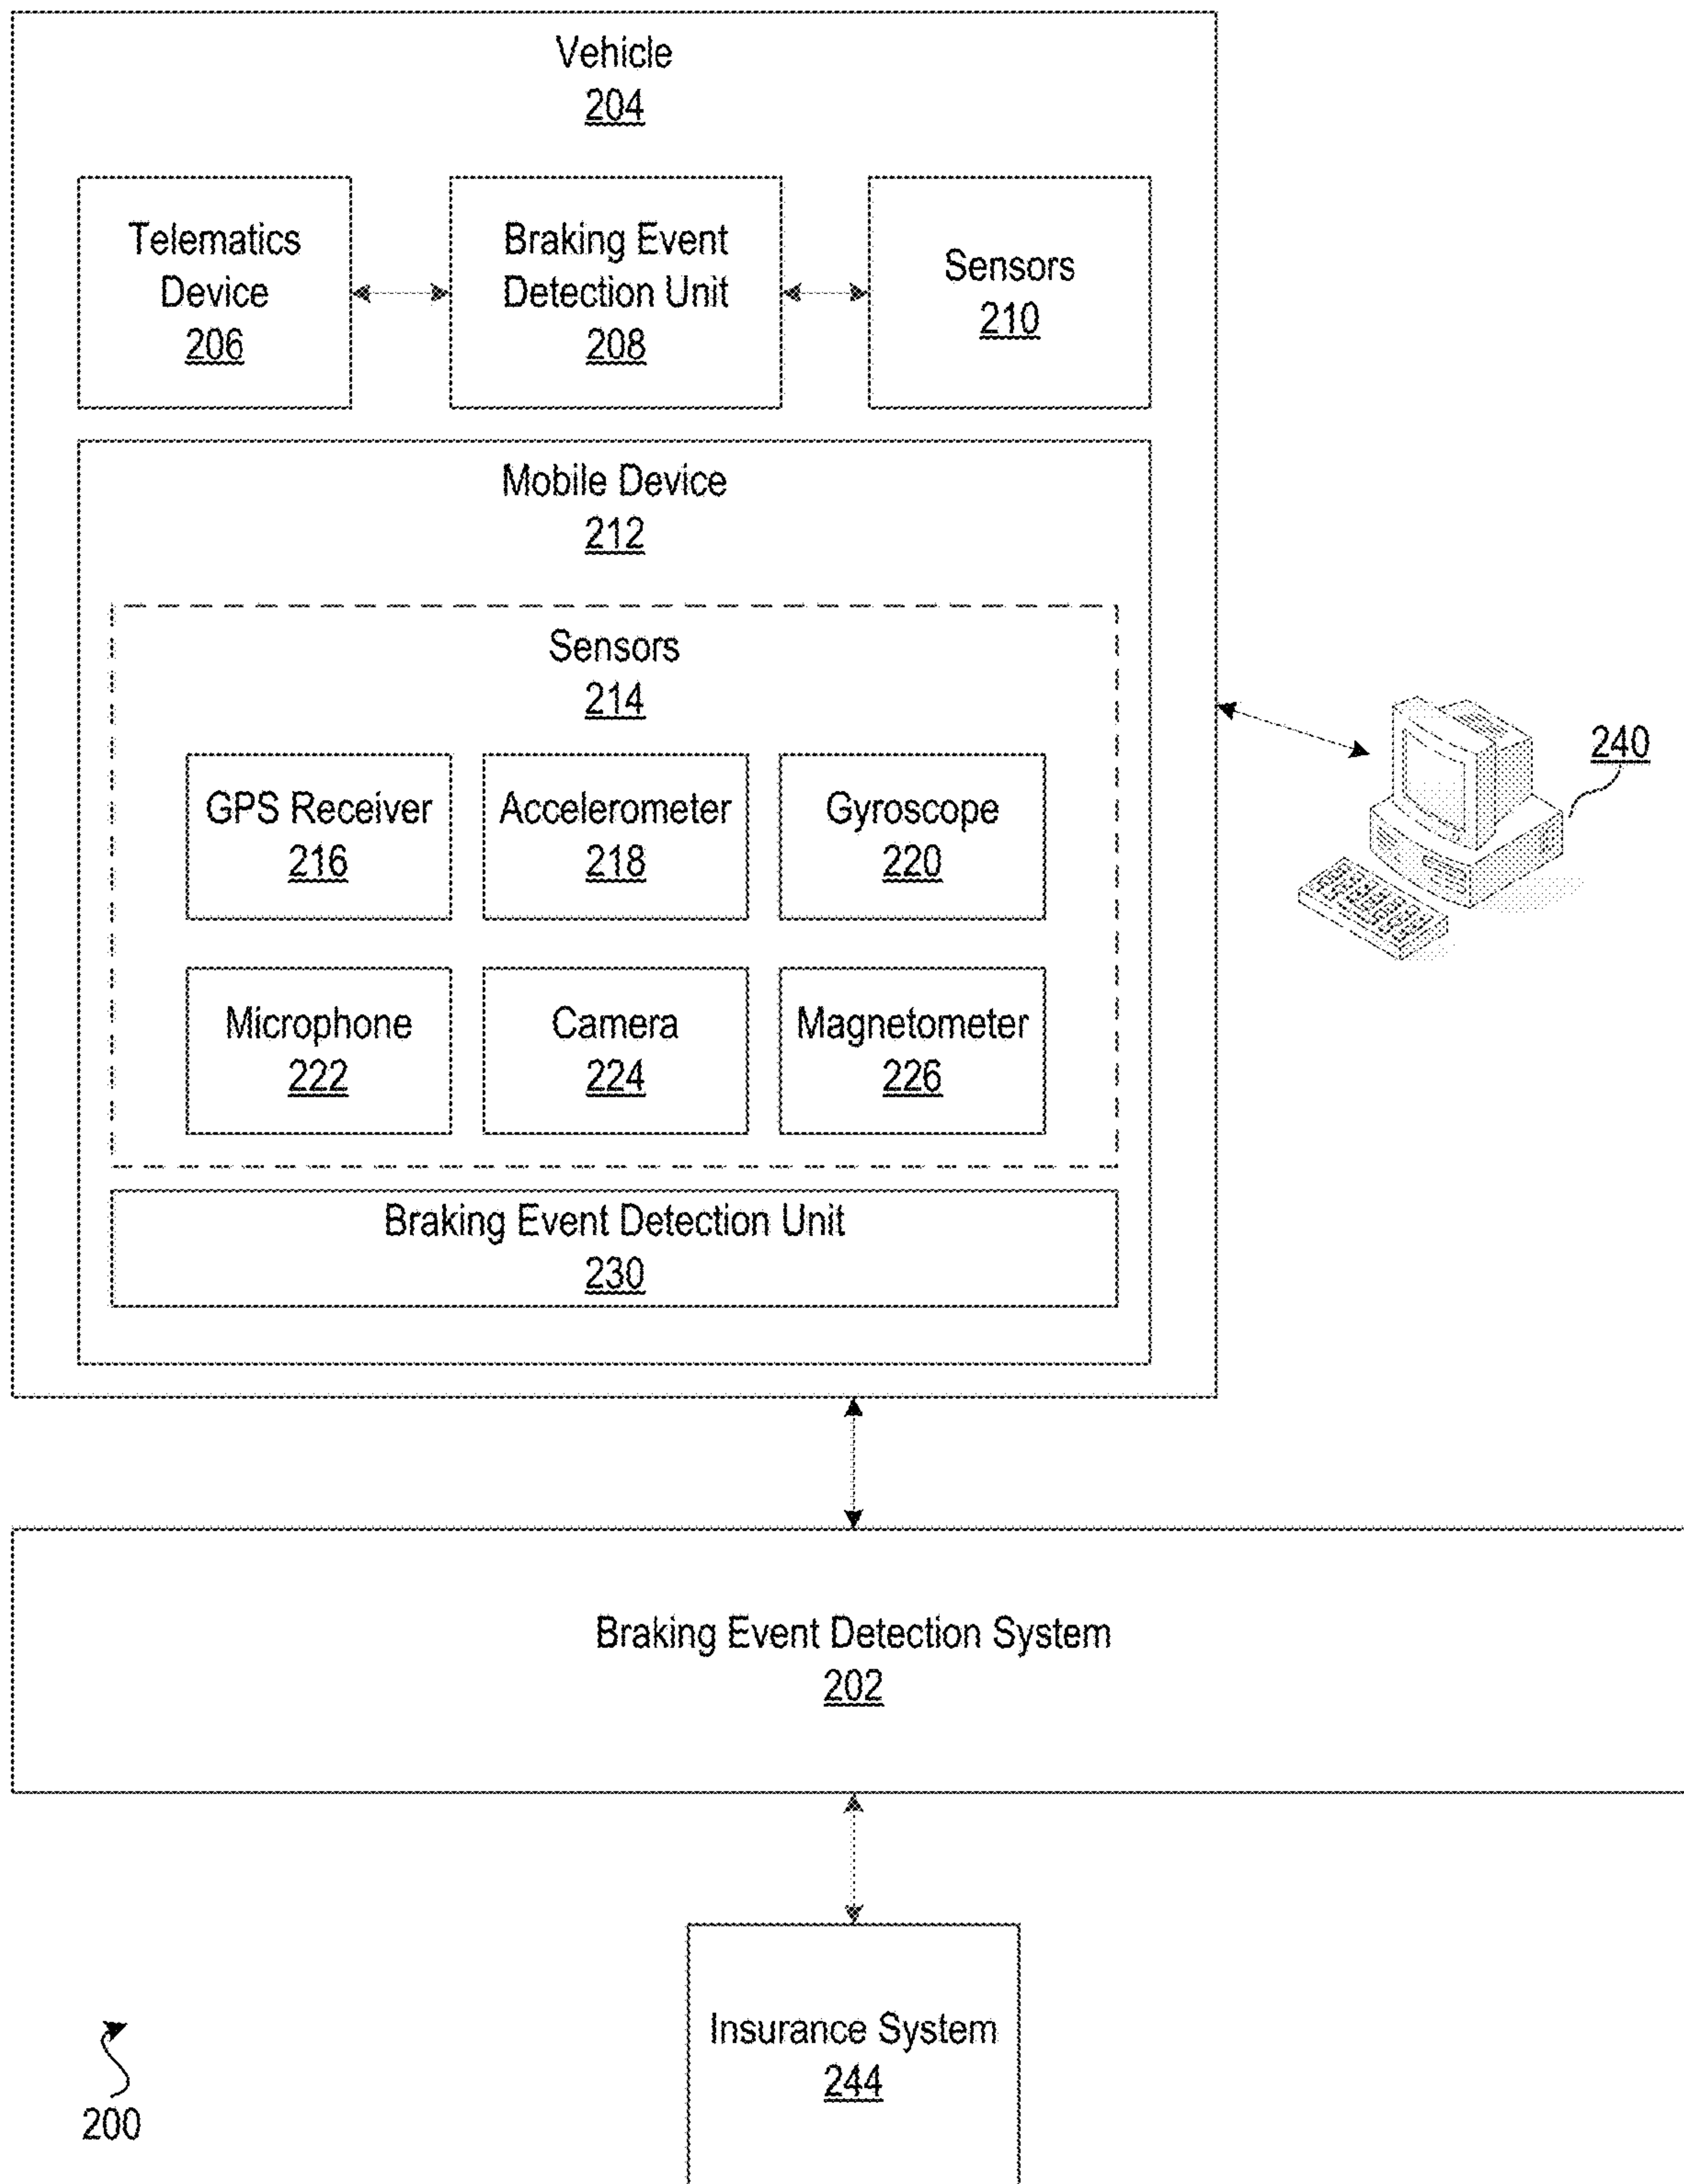 Vehicle
204
Telematics
Device
206
Braking Event
Detection Unit
208
Sensors
210
Mobile Device
212
Sensors
214
GPS Receiver
216
Accelerometer
218
Gyroscope
220
Microphone
222
Camera
224
Magnetometer
226
Braking Event Detection Unit
230
240
Braking Event Detection System
202
Insurance System
244
200